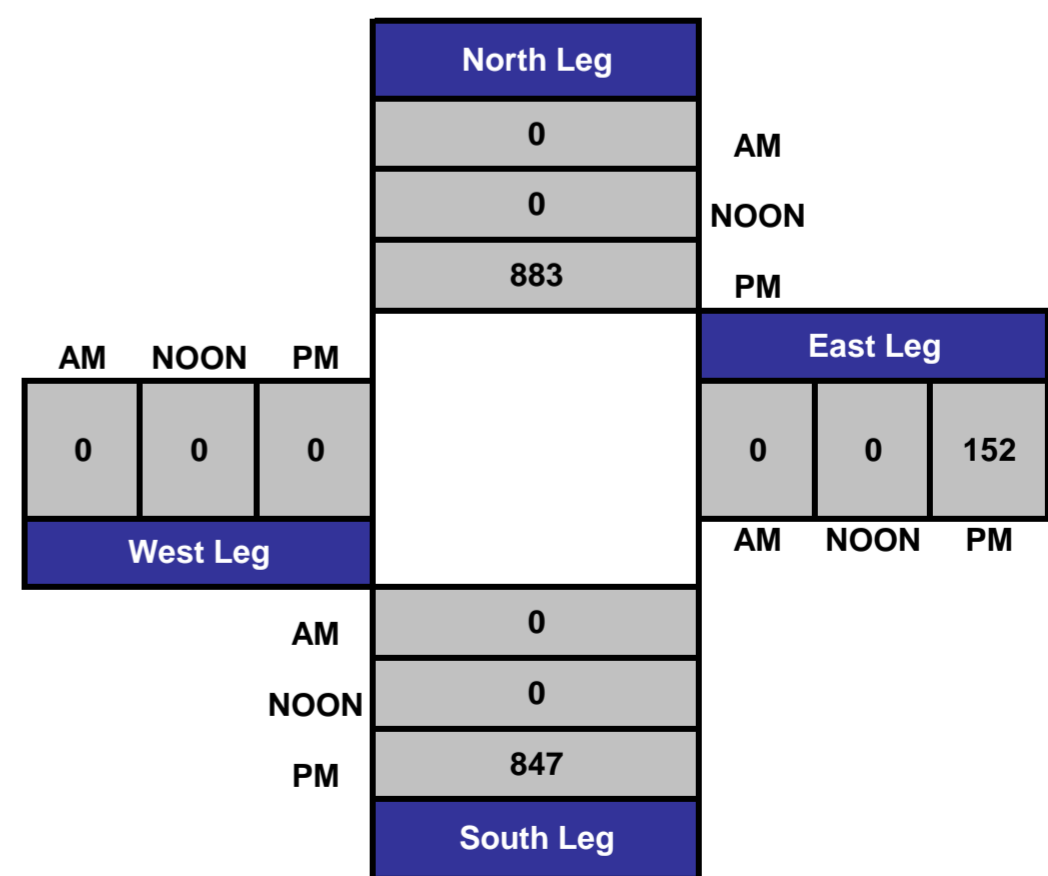 North Leg
0
AM
0
NOON
883
PM
East Leg
AM NOON PM
0 0 0
0 0 152
West Leg
AM NOON PM
AM
0
NOON
0
PM
847
South Leg